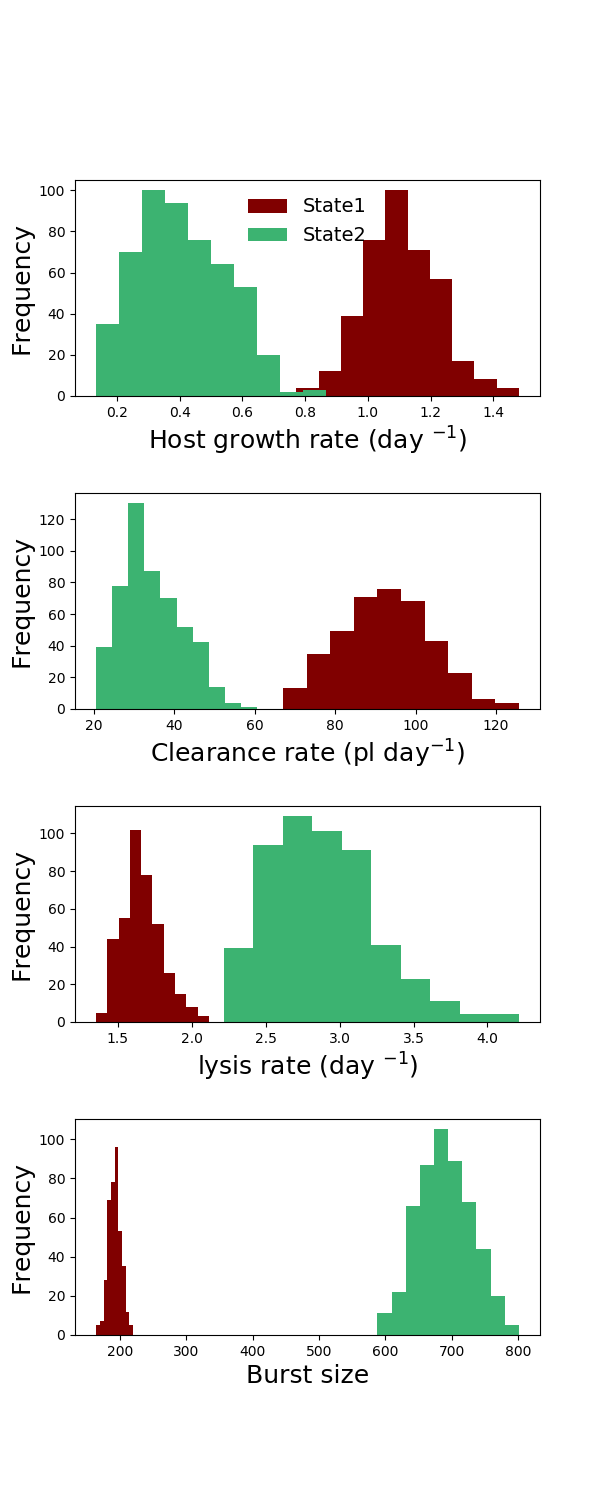 Frequency
100
80
60
40
20
0
State1
State2
0.2 0.4 0.6 0.8 1.0 1.2 1.4
Host growth rate (day ⁻¹)
Frequency
120
100
80
60
40
20
0
20 40 60 80 100 120
Clearance rate (pl day⁻¹)
Frequency
100
80
60
40
20
0
1.5 2.0 2.5 3.0 3.5 4.0
lysis rate (day ⁻¹)
Frequency
100
80
60
40
20
0
200 300 400 500 600 700 800
Burst size